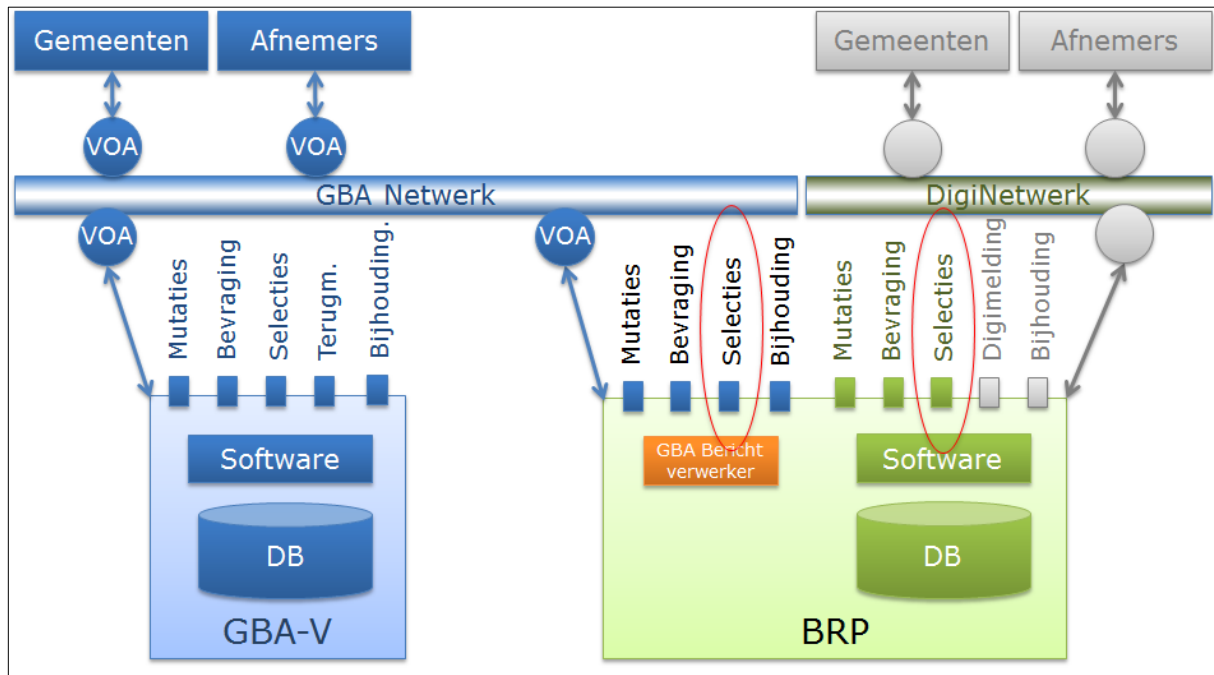 Gemeenten
Afnemers
Gemeenten
Afnemers
VOA
VOA
GBA Netwerk
DigiNetwerk
VOA
VOA
Mutaties
Bevraging
Selecties
Terugm.
Bijhouding.
Mutaties
Bevraging
Selecties
Bijhouding
Mutaties
Bevraging
Selecties
Digimelding
Bijhouding
Software
GBA Bericht
verwerker
Software
DB
DB
GBA-V
BRP